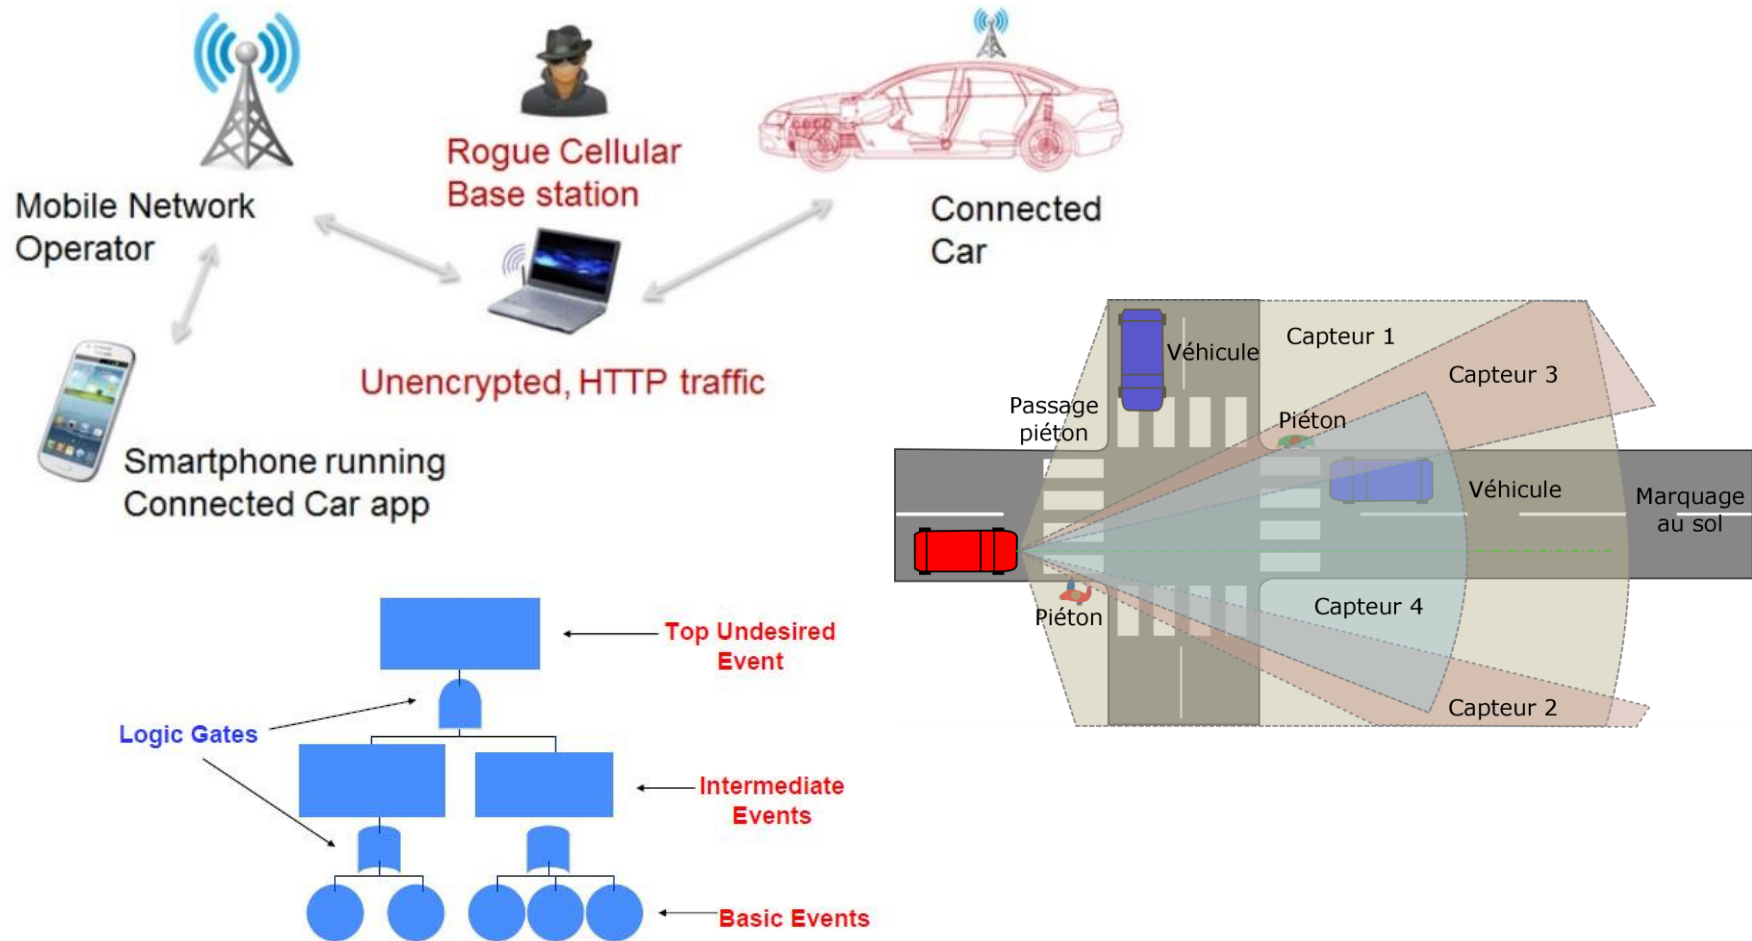 Rogue Cellular
Base station
Mobile Network
Operator
Connected
Car
Unencrypted, HTTP traffic
Smartphone running
Connected Car app
Capteur 1
Véhicule
Capteur 3
Passage
piéton
Piéton
Véhicule
Marquage
au sol
Capteur 4
Piéton
Capteur 2
Top Undesired
Event
Logic Gates
Intermediate
Events
Basic Events